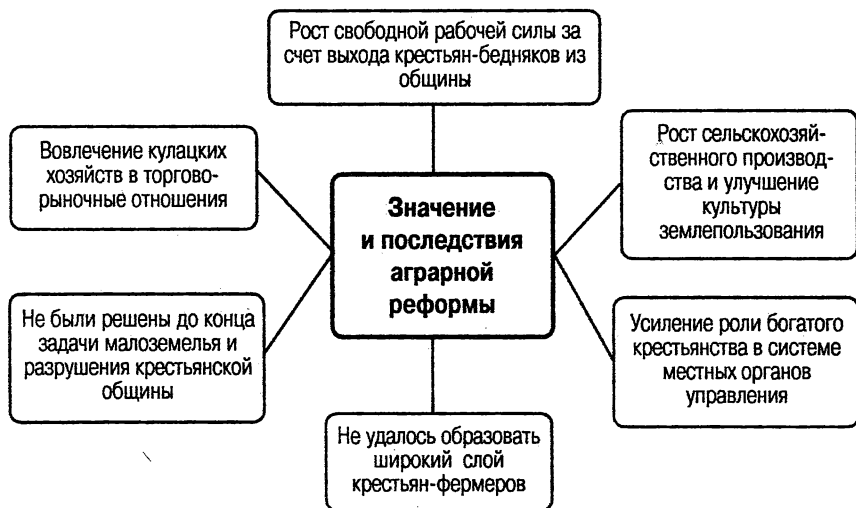 Рост свободной рабочей силы за
счет выхода крестьян-бедняков из
общины
Вовлечение кулацких
хозяйств в торгово-
рыночные отношения
Рост сельскохозяй-
ственного производ-
ства и улучшение
культуры
землепользования
Значение
и последствия
аграрной
реформы
Не были решены до конца
задачи малоземелья и
разрушения крестьянской
общины
Усиление роли богатого
крестьянства в системе
местных органов
управления
Не удалось образовать
широкий слой
крестьян-фермеров